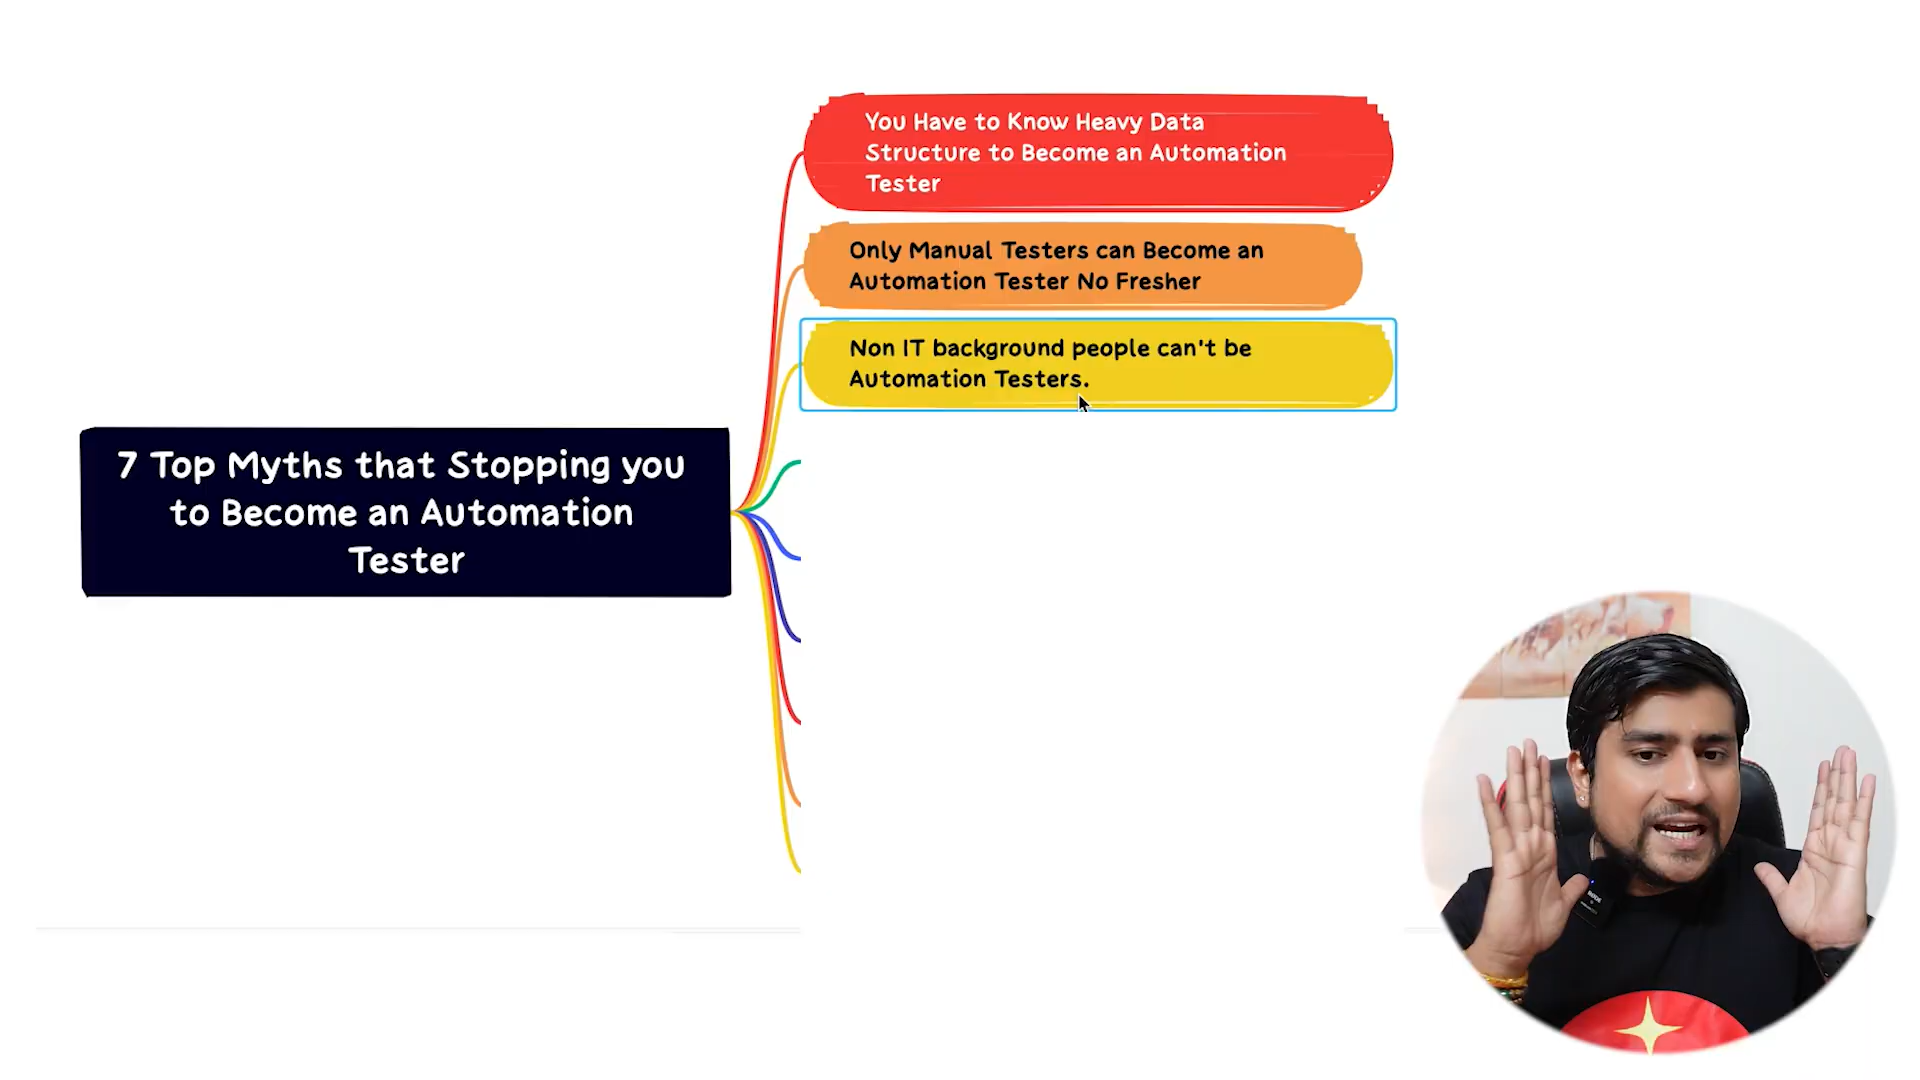 You Have to Know Heavy Data
Structure to Become an Automation
Tester
Only Manual Testers can Become an
Automation Tester No Fresher
Non IT background people can't be
Automation Testers.
7 Top Myths that Stopping you
to Become an Automation
Tester